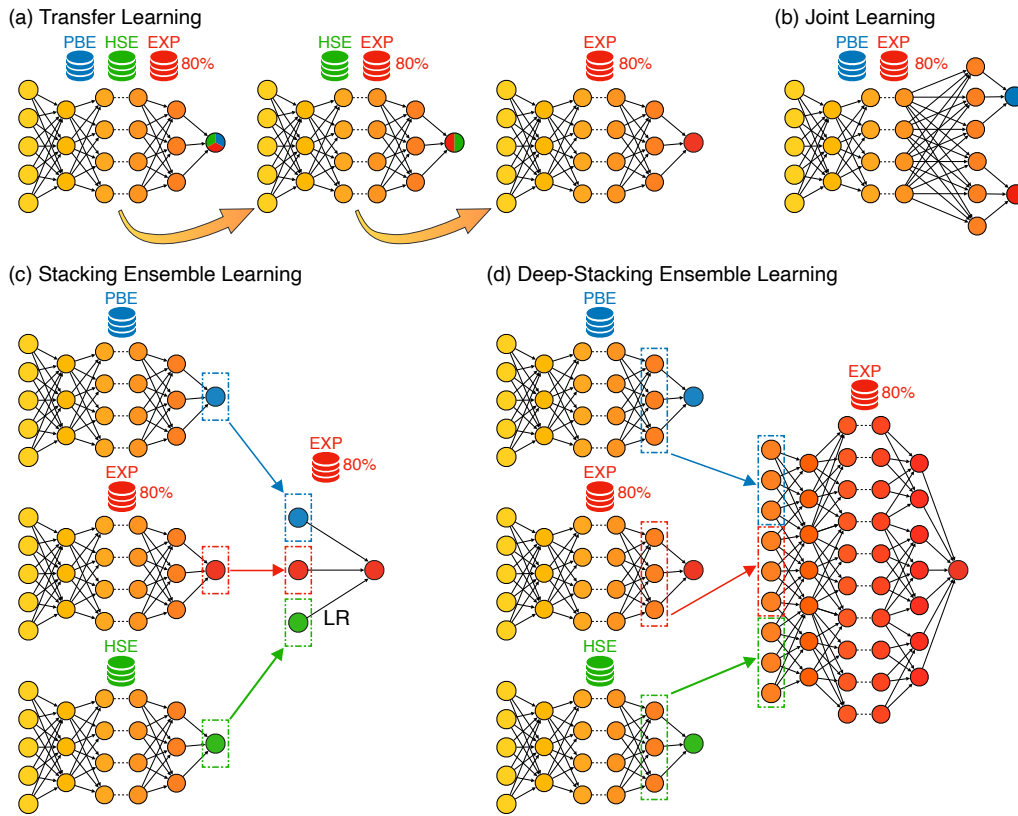 (a) Transfer Learning
(b) Joint Learning
PBE HSE EXP
80%
HSE EXP
80%
EXP
80%
PBE EXP
80%
(c) Stacking Ensemble Learning
(d) Deep-Stacking Ensemble Learning
PBE
EXP
80%
EXP
80%
LR
HSE
PBE
EXP
80%
EXP
80%
HSE